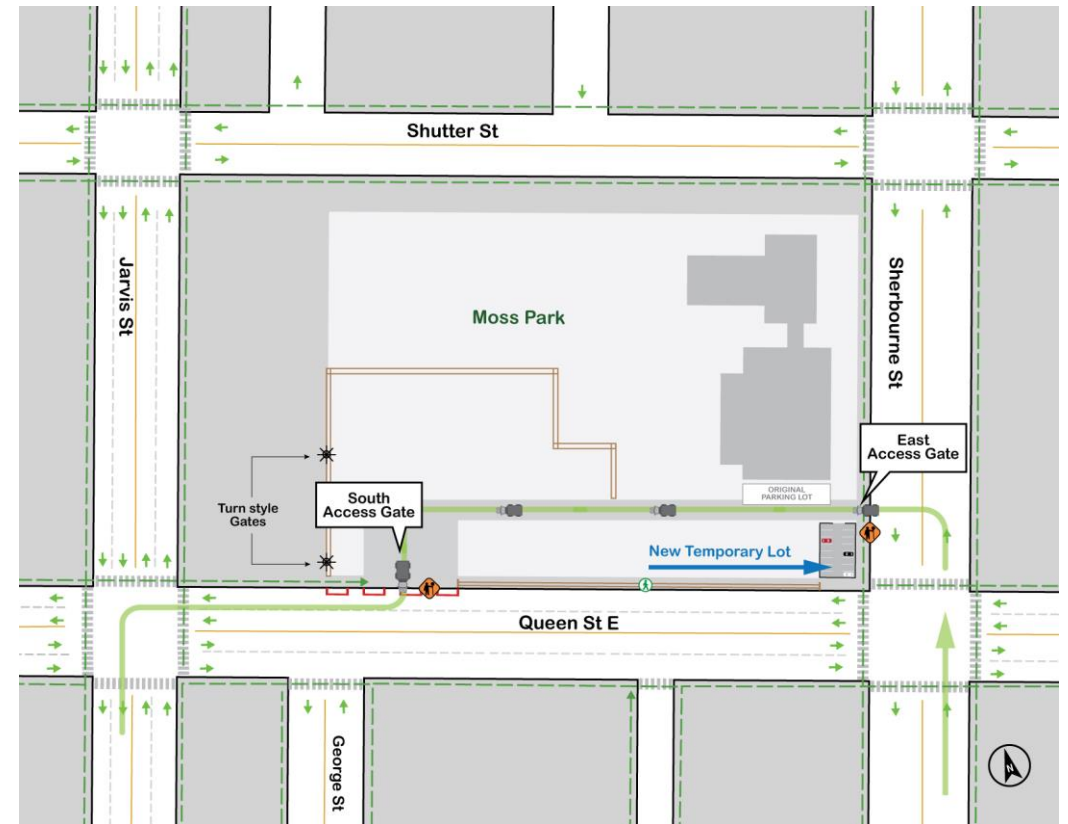 Shutter St
Jarvis St
Sherbourne St
Moss Park
East
Access Gate
ORIGINAL
PARKING LOT
South
Access Gate
Turn style
Gates
New Temporary Lot
Queen St E
George St
N